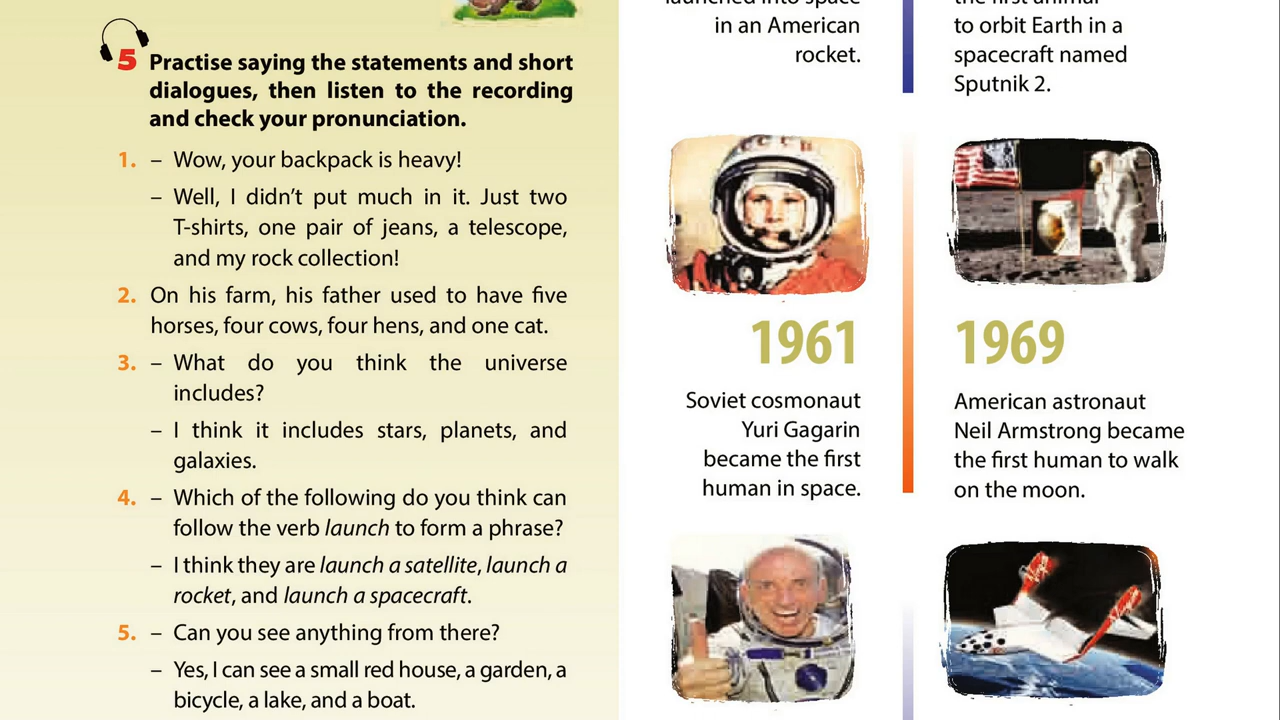 5 Practise saying the statements and short
dialogues, then listen to the recording
and check your pronunciation.
1. – Wow, your backpack is heavy!
– Well, I didn't put much in it. Just two
T-shirts, one pair of jeans, a telescope,
and my rock collection!
2. On his farm, his father used to have five
horses, four cows, four hens, and one cat.
3. – What do you think the universe
includes?
– I think it includes stars, planets, and
galaxies.
4. – Which of the following do you think can
follow the verb launch to form a phrase?
– I think they are launch a satellite, launch a
rocket, and launch a spacecraft.
5. – Can you see anything from there?
– Yes, I can see a small red house, a garden, a
bicycle, a lake, and a boat.
launched into space
in an American
rocket.
the first animal
to orbit Earth in a
spacecraft named
Sputnik 2.
CCCP
1961
Soviet cosmonaut
Yuri Gagarin
became the first
human in space.
1969
American astronaut
Neil Armstrong became
the first human to walk
on the moon.